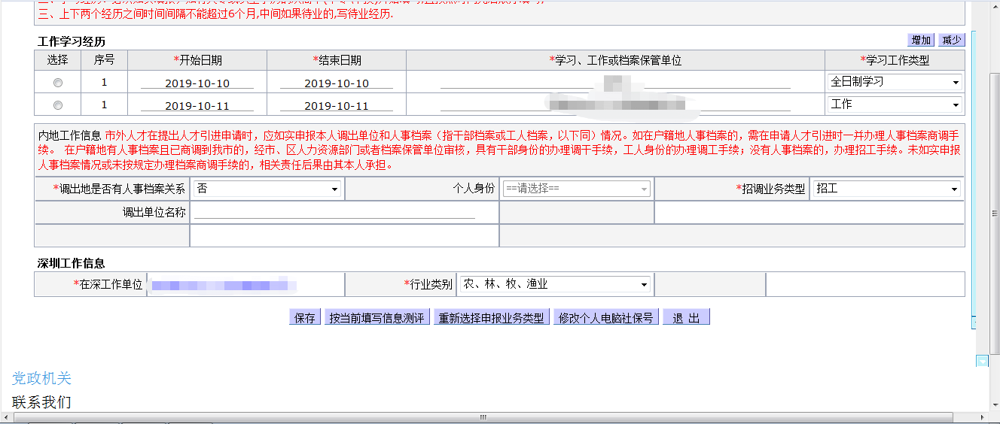 三、上下两个经历之间时间间隔不能超过6个月,中间如果待业的,写待业经历.
工作学习经历
增加 减少
选择 序号 *开始日期 *结束日期 *学习、工作或档案保管单位 *学习工作类型
1 2019-10-10 2019-10-10 全日制学习
1 2019-10-11 2019-10-11 工作
内地工作信息 市外人才在提出人才引进申请时，应如实申报本人调出单位和人事档案（指干部档案或工人档案，以下同）情况。如在户籍地人事档案的，需在申请人才引进时一并办理人事档案商调手
续。 在户籍地有人事档案且已商调到我市的，经市、区人力资源部门或者档案保管单位审核，具有干部身份的办理调干手续，工人身份的办理调工手续；没有人事档案的，办理招工手续。未如实申报
人事档案情况或未按规定办理档案商调手续的，相关责任后果由其本人承担。
*调出地是否有人事档案关系 否 个人身份 ==请选择== *招调业务类型 招工
调出单位名称
深圳工作信息
*在深工作单位 *行业类别 农、林、牧、渔业
保存 按当前填写信息测评 重新选择申报业务类型 修改个人电脑社保号 退 出
党政机关
联系我们